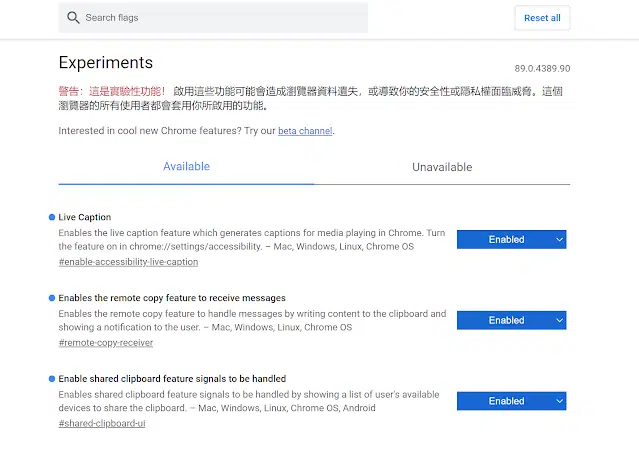 Search flags
Reset all
Experiments
89.0.4389.90
警告：這是實驗性功能！ 啟用這些功能可能會造成瀏覽器資料遺失，或導致你的安全性或隱私權面臨威脅。這個
瀏覽器的所有使用者都會套用你所啟用的功能。
Interested in cool new Chrome features? Try our beta channel.
Available
Unavailable
Live Caption
Enables the live caption feature which generates captions for media playing in Chrome. Turn
the feature on in chrome://settings/accessibility. – Mac, Windows, Linux, Chrome OS
#enable-accessibility-live-caption
Enabled
Enables the remote copy feature to receive messages
Enables the remote copy feature to handle messages by writing content to the clipboard and
showing a notification to the user. – Mac, Windows, Linux, Chrome OS
#remote-copy-receiver
Enabled
Enable shared clipboard feature signals to be handled
Enables shared clipboard feature signals to be handled by showing a list of user's available
devices to share the clipboard. – Mac, Windows, Linux, Chrome OS, Android
#shared-clipboard-ui
Enabled